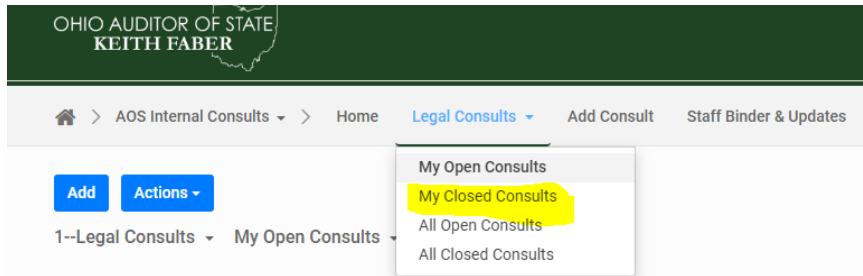 OHIO AUDITOR OF STATE
KEITH FABER
AOS Internal Consults
Home
Legal Consults
Add Consult
Staff Binder & Updates
My Open Consults
My Closed Consults
All Open Consults
All Closed Consults
Add
Actions
1--Legal Consults
My Open Consults